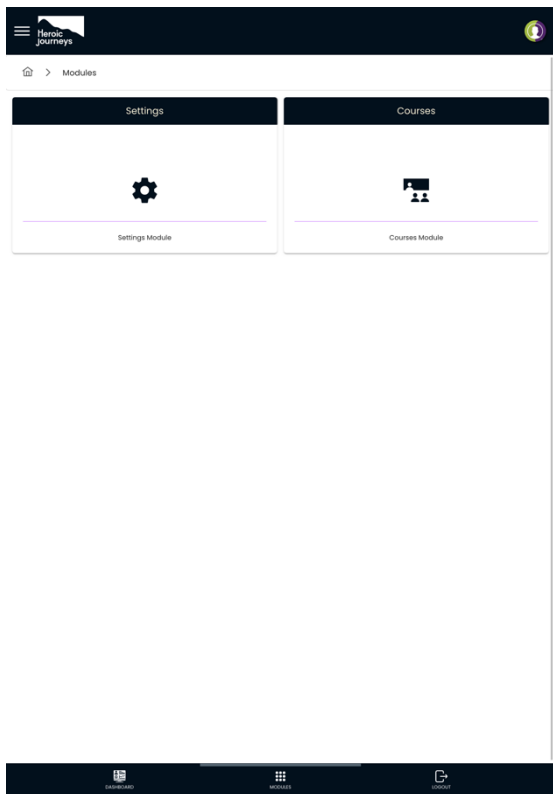 Heroic
journeys
Modules
Settings
Courses
Settings Module
Courses Module
DASHBOARD
MODULES
LOGOUT